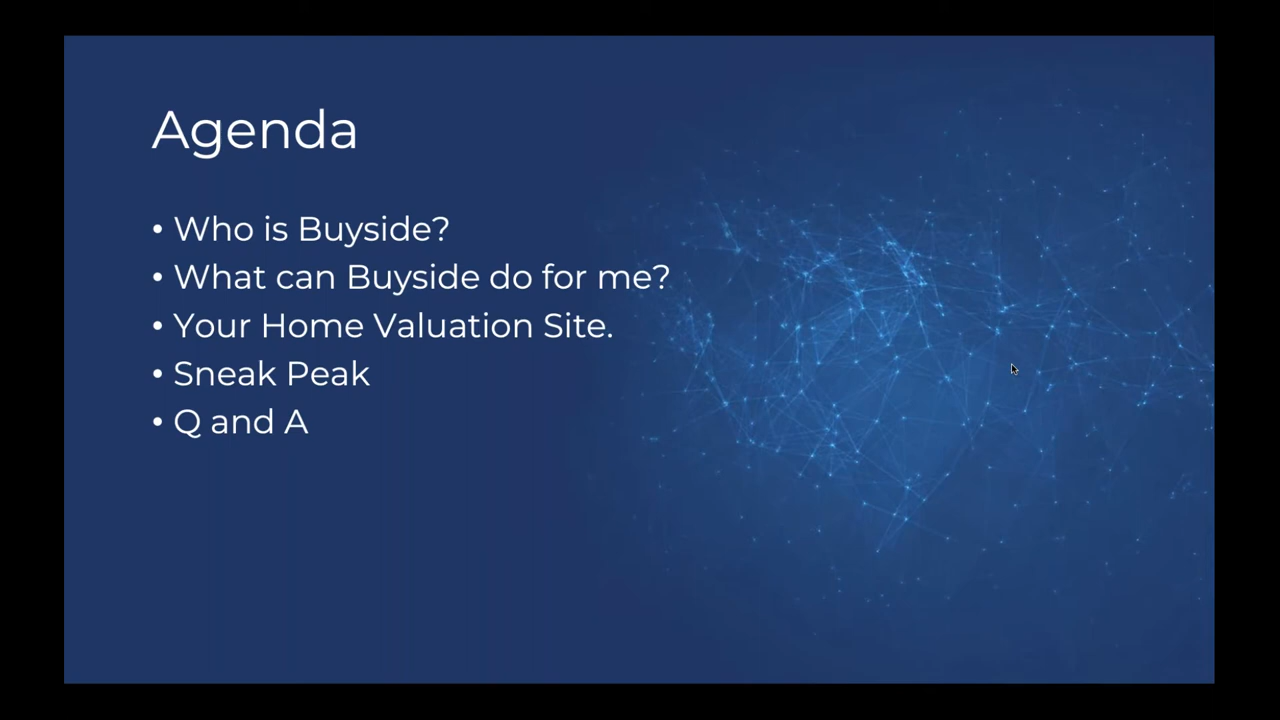 Agenda
• Who is Buyside?
• What can Buyside do for me?
• Your Home Valuation Site.
• Sneak Peak
• Q and A